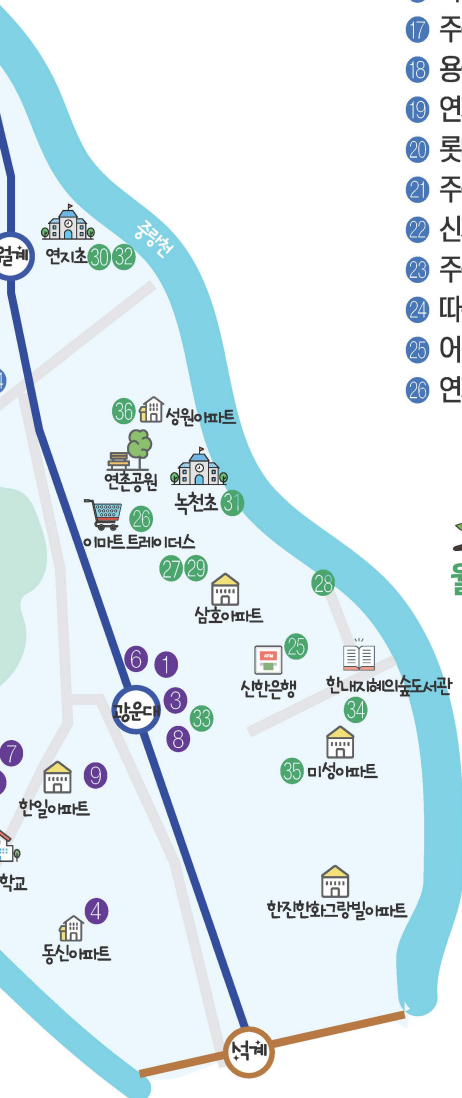 ⑰ 주
⑱ 용
⑲ 연
⑳ 롯
㉑ 주
㉒ 신
㉓ 주
㉔ 따
㉕ 어
㉖ 연
중랑천
월계
연지초 ㉚ ㉜
㊱ 성원아파트
연촌공원
녹천초 ㉛
㉖
이마트 트레이더스
㉗ ㉙
삼호아파트
㉘
⑥ ①
㉕
신한은행
한내지혜의숲도서관
㉞
광운대 ③ ㉝
⑧
㉟ 미성아파트
⑦
⑨
한일아파트
학교
④
동신아파트
한진한화그랑빌아파트
석계